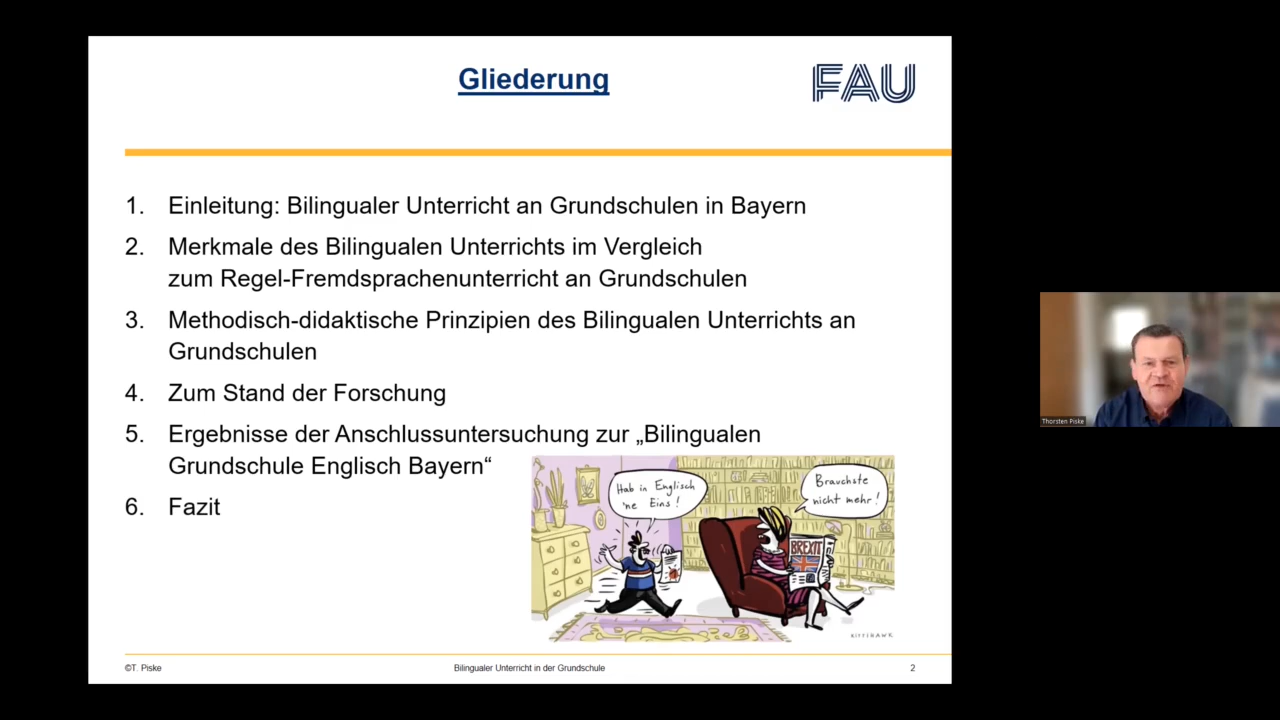 Gliederung
FAU
1. Einleitung: Bilingualer Unterricht an Grundschulen in Bayern
2. Merkmale des Bilingualen Unterrichts im Vergleich
zum Regel-Fremdsprachenunterricht an Grundschulen
3. Methodisch-didaktische Prinzipien des Bilingualen Unterrichts an
Grundschulen
4. Zum Stand der Forschung
5. Ergebnisse der Anschlussuntersuchung zur „Bilingualen
Grundschule Englisch Bayern“
6. Fazit
Hab in Englisch
'ne Eins!
Brauchste
nicht mehr!
BREXIT
KITTIHAWK
©T. Piske
Bilingualer Unterricht in der Grundschule
2
Thorsten Piske